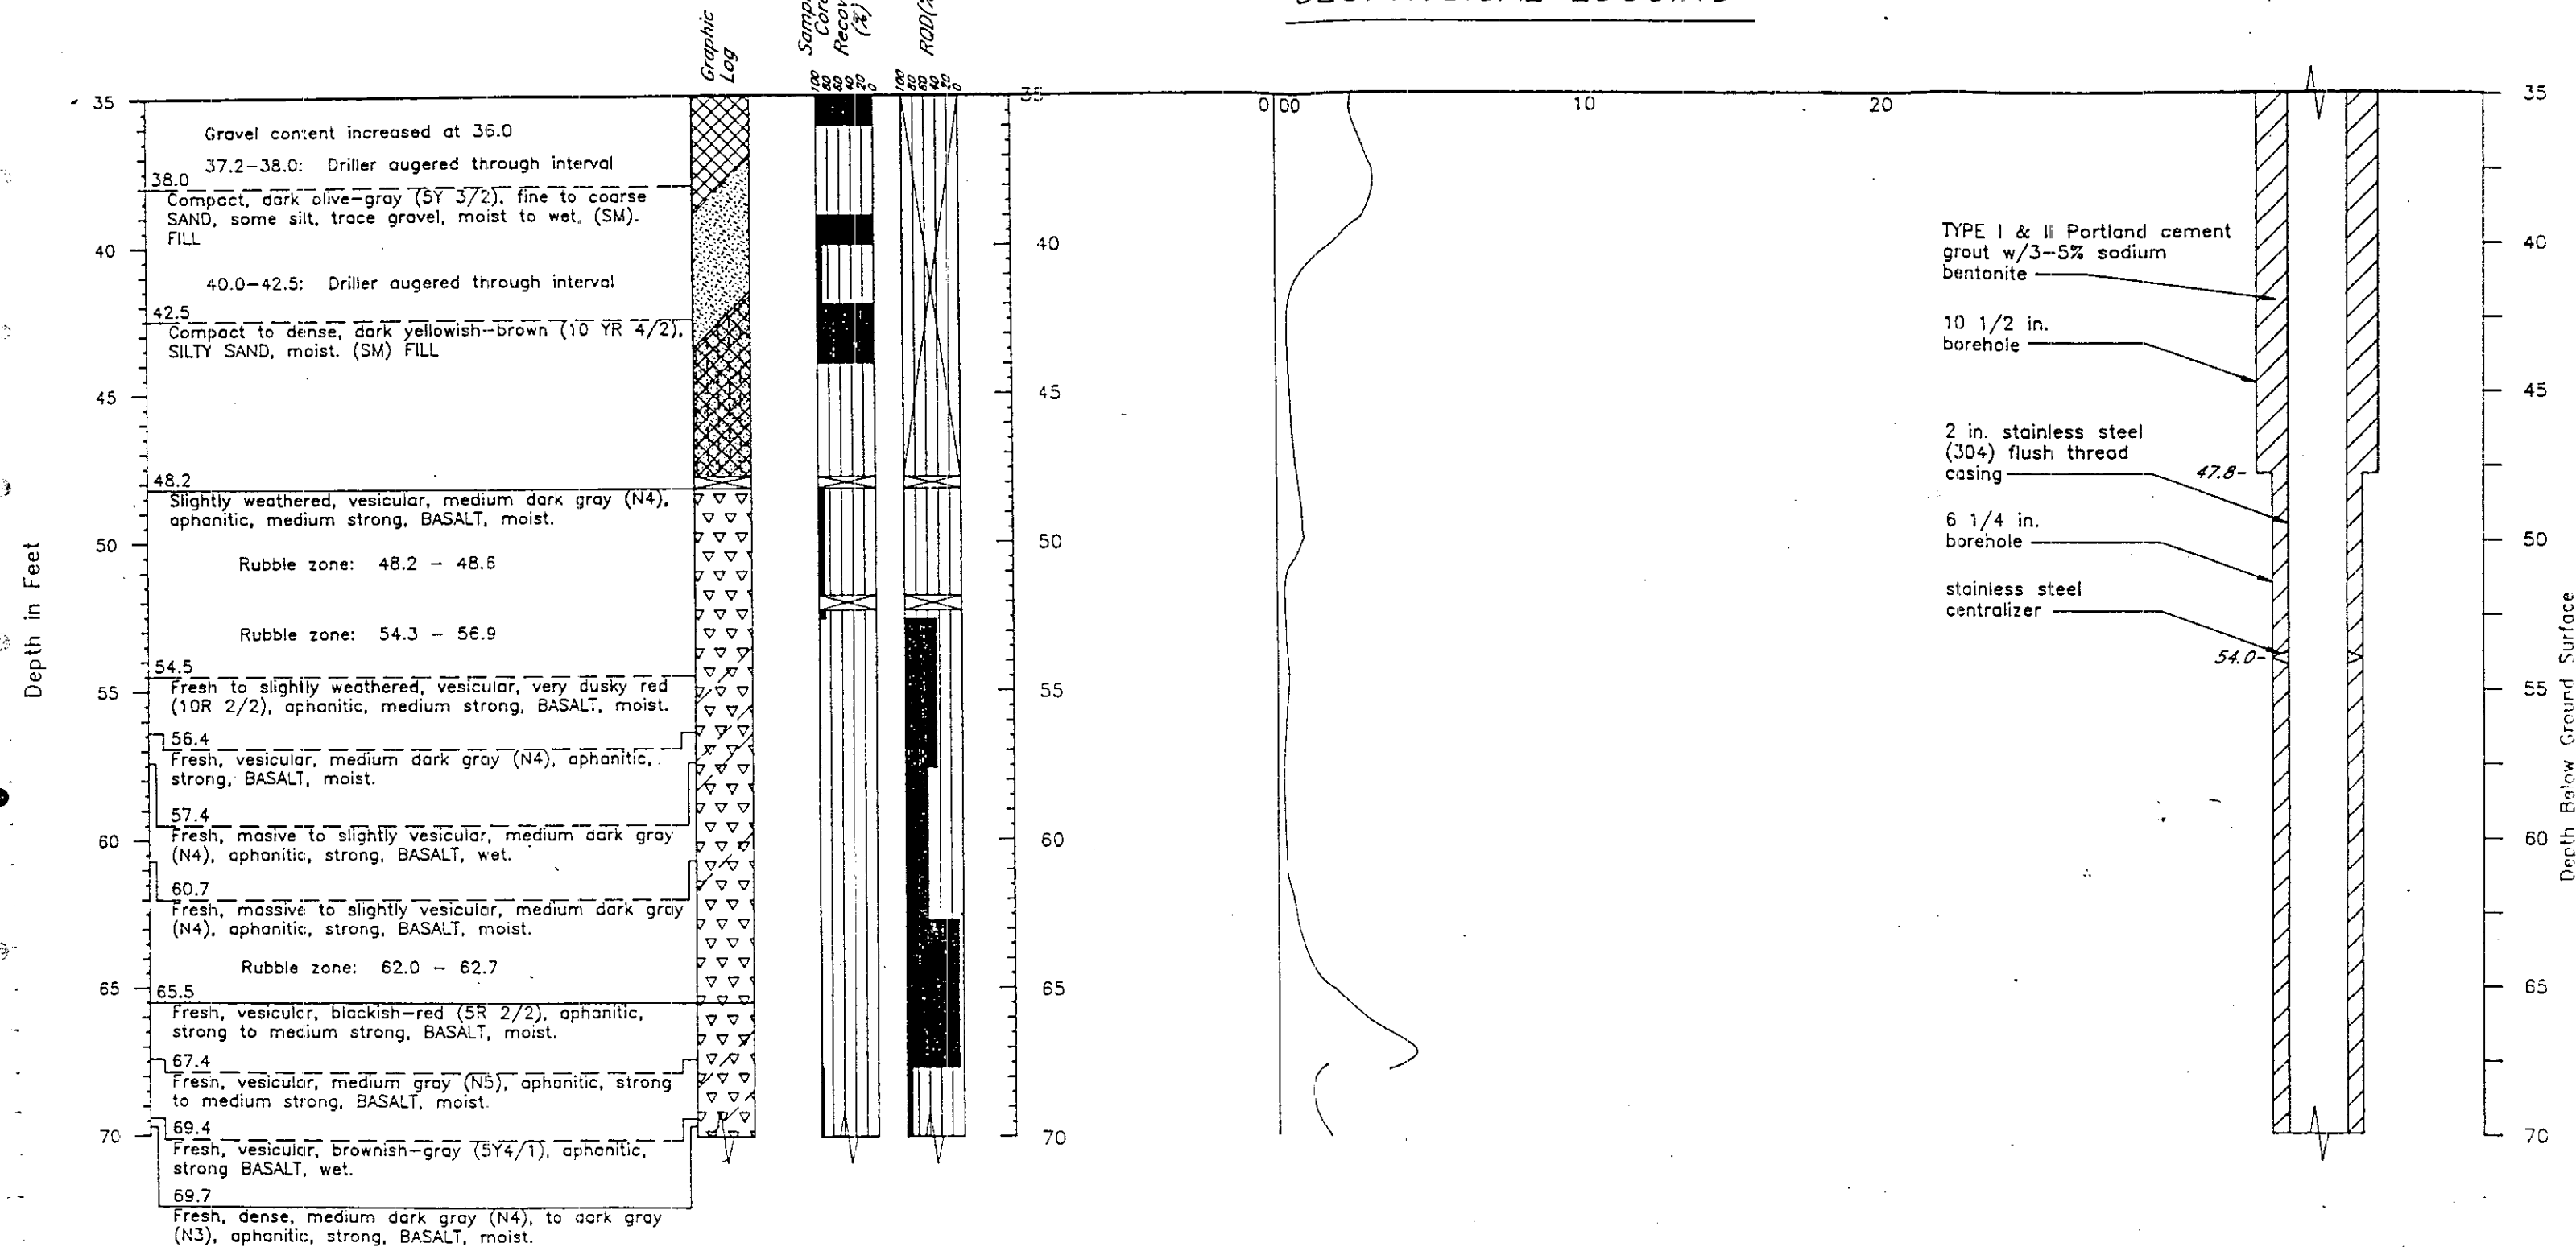 Graphic
Log
Recov
(%)
100
80
60
40
20
0
100
80
60
40
20
0
35
Gravel content increased at 36.0
37.2-38.0: Driller augered through interval
38.0
Compact, dark olive-gray (5Y 3/2), fine to coarse
SAND, some silt, trace gravel, moist to wet, (SM).
FILL
40
40.0-42.5: Driller augered through interval
42.5
Compact to dense, dark yellowish-brown (10 YR 4/2),
SILTY SAND, moist. (SM) FILL
45
48.2
Slightly weathered, vesicular, medium dark gray (N4),
aphanitic, medium strong, BASALT, moist.
50
Rubble zone: 48.2 - 48.6
Rubble zone: 54.3 - 56.9
54.5
55
Fresh to slightly weathered, vesicular, very dusky red
(10R 2/2), aphanitic, medium strong, BASALT, moist.
56.4
Fresh, vesicular, medium dark gray (N4), aphanitic,
strong, BASALT, moist.
57.4
Fresh, masive to slightly vesicular, medium dark gray
(N4), aphanitic, strong, BASALT, wet.
60
60.7
Fresh, massive to slightly vesicular, medium dark gray
(N4), aphanitic, strong, BASALT, moist.
Rubble zone: 62.0 - 62.7
65
65.5
Fresh, vesicular, blackish-red (5R 2/2), aphanitic,
strong to medium strong, BASALT, moist.
67.4
Fresh, vesicular, medium gray (N5), aphanitic, strong
to medium strong, BASALT, moist.
69.4
70
Fresh, vesicular, brownish-gray (5Y4/1), aphanitic,
strong BASALT, wet.
69.7
Fresh, dense, medium dark gray (N4), to dark gray
(N3), aphanitic, strong, BASALT, moist.
Depth in Feet
35
40
45
50
55
60
65
70
0.00
10
20
TYPE I & II Portland cement
grout w/3-5% sodium
bentonite
10 1/2 in.
borehole
2 in. stainless steel
(304) flush thread
casing
47.8-
6 1/4 in.
borehole
stainless steel
centralizer
54.0-
35
40
45
50
55
60
65
70
Depth Below Ground Surface